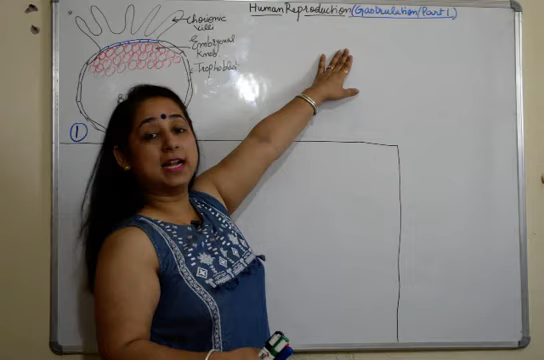 Human Reproduction (Gastrulation/Part 1)
Chorionic
Villi
Embryonal
Knob
Trophoblast
1